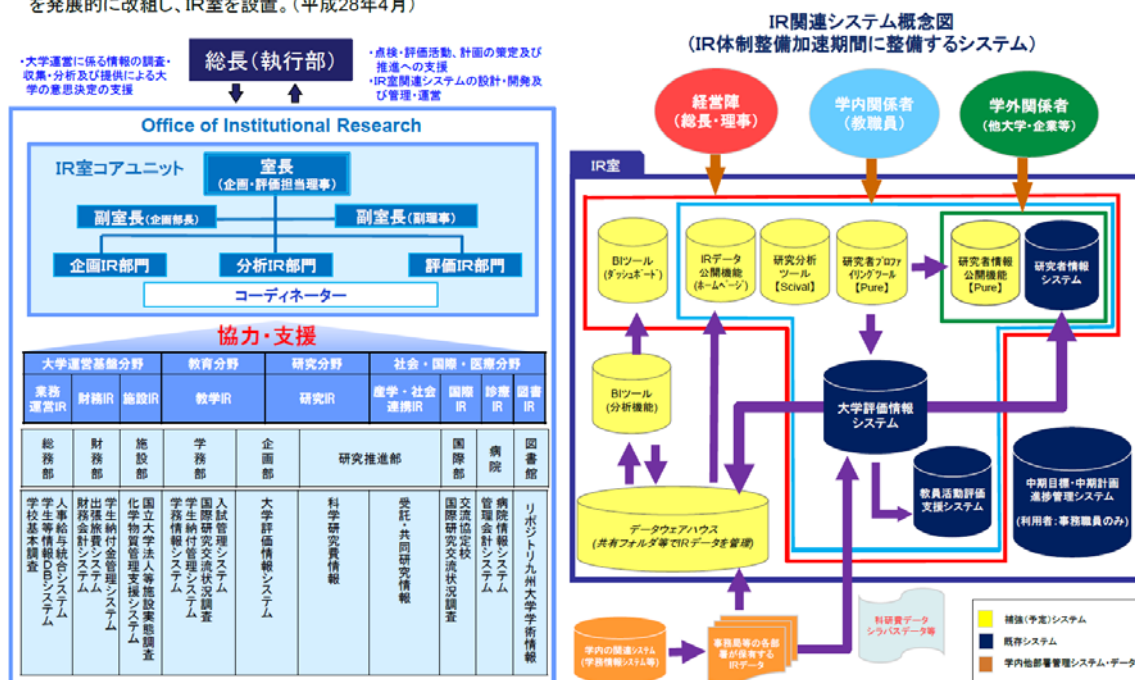 を発展的に改組し、IR室を設置。(平成28年4月)
・大学運営に係る情報の調査・
収集・分析及び提供による大
学の意思決定の支援
総長(執行部)
・点検・評価活動、計画の策定及び
推進への支援
・IR室関連システムの設計・開発及
び管理・運営
Office of Institutional Research
IR室コアユニット
室長
(企画・評価担当理事)
副室長(企画部長)
副室長(副理事)
企画IR部門
分析IR部門
評価IR部門
コーディネーター
協力・支援
大学運営基盤分野
教育分野
研究分野
社会・国際・医療分野
業務
運営IR
財務IR
施設IR
教学IR
研究IR
産学・社会
連携IR
国際
IR
診療
IR
図書
IR
総務部
財務部
施設部
学務部
企画部
研究推進部
国際部
病院
図書館
人事給与統合システム
学生等情報DBシステム
学校基本調査
学生納付金管理システム
出張旅費システム
財務会計システム
国立大学法人等施設実態調査
化学物質管理支援システム
入試管理システム
国際研究交流状況調査
学生納付管理システム
学務情報システム
大学評価情報システム
科学研究費情報
受託・共同研究情報
交流協定校
国際研究交流状況調査
病院情報システム
管理会計システム
リポジトリ九州大学学術情報
IR関連システム概念図
(IR体制整備加速期間に整備するシステム)
経営陣
(総長・理事)
学内関係者
(教職員)
学外関係者
(他大学・企業等)
IR室
BIツール
(ダッシュボード)
IRデータ
公開機能
(ホームページ)
研究分析
ツール
【Scival】
研究者プロファ
イリングツール
【Pure】
研究者情報
公開機能
【Pure】
研究者情報
システム
BIツール
(分析機能)
大学評価情報
システム
教員活動評価
支援システム
中期目標・中期計画
進捗管理システム
(利用者:事務職員のみ)
データウェアハウス
(共有フォルダ等でIRデータを管理)
学内の関連システム
(学務情報システム等)
事務局等の各部
署が保有する
IRデータ
科研費データ
シラバスデータ等
補強(予定)システム
既存システム
学内他部署管理システム・データ